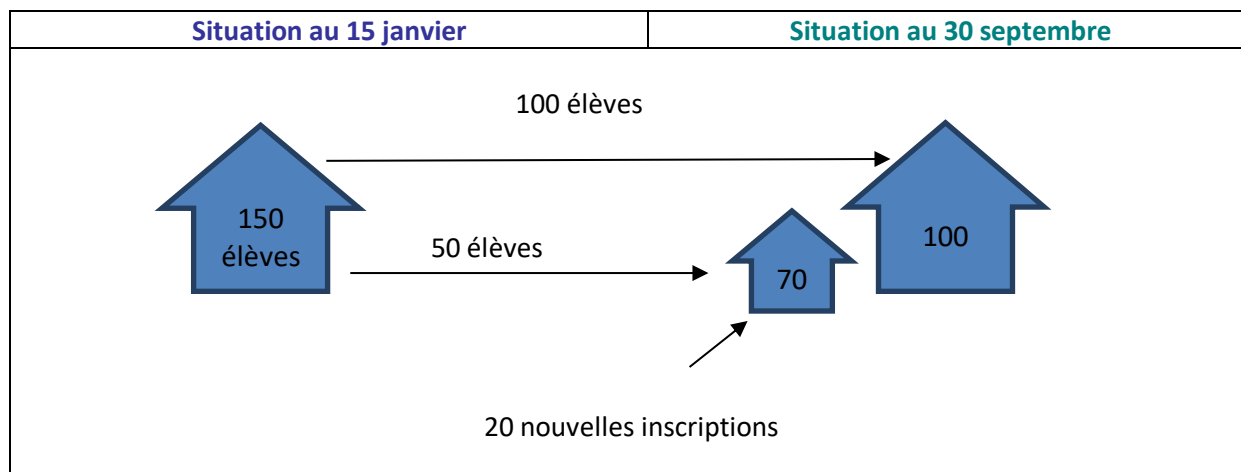 Situation au 15 janvier
Situation au 30 septembre
100 élèves
150
élèves
50 élèves
70
100
20 nouvelles inscriptions